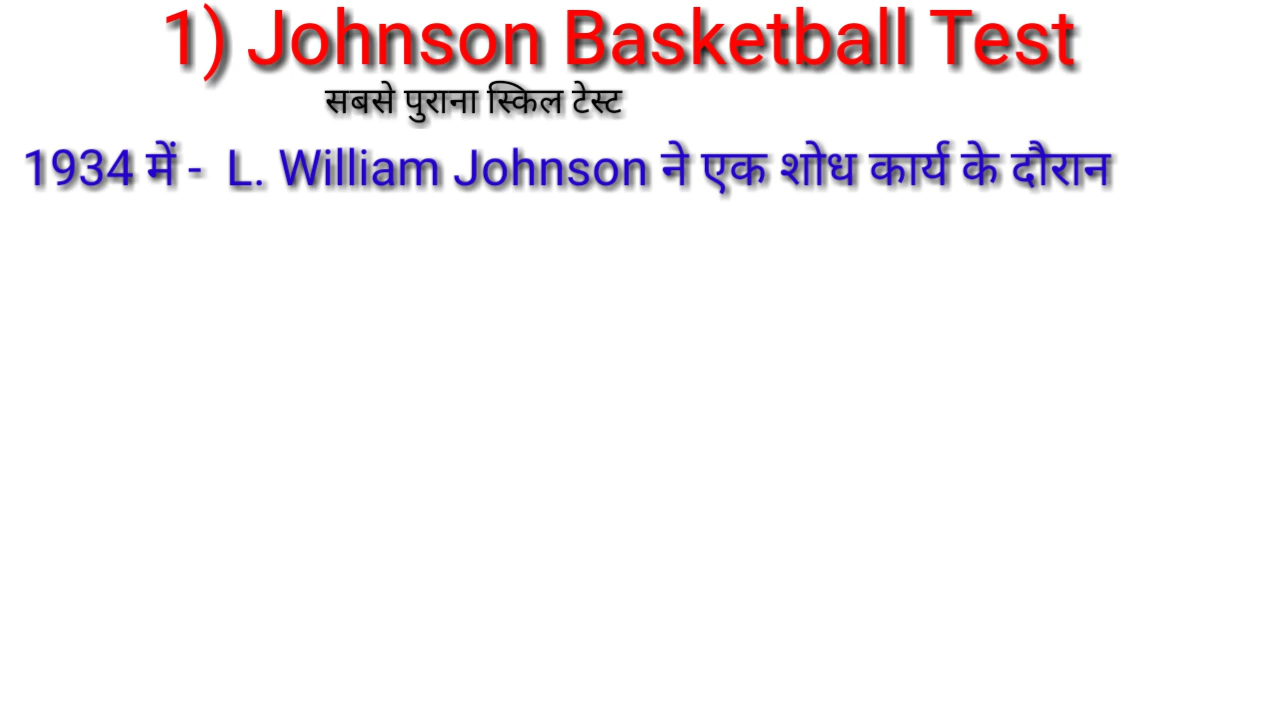 1) Johnson Basketball Test
सबसे पुराना स्किल टेस्ट
1934 में - L. William Johnson ने एक शोध कार्य के दौरान